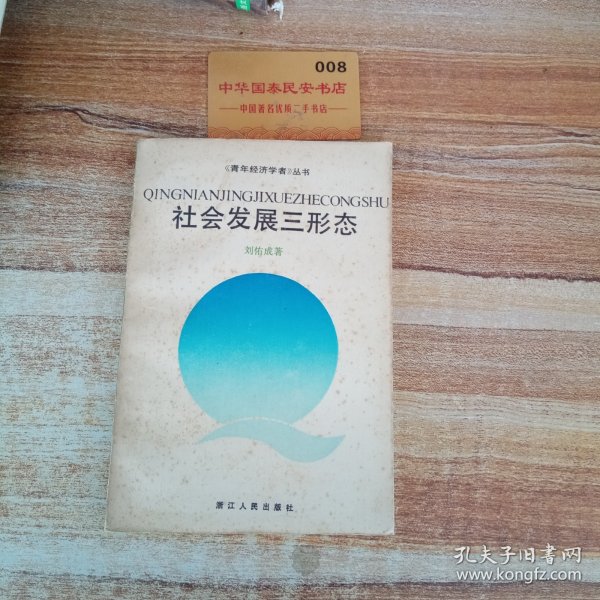 008
中华国泰民安书店
中国著名优质二手书店
《青年经济学者》丛书
QINGNIANJINGJIXUEZHECONGSHU
社会发展三形态
刘佑成著
浙江人民出版社
孔夫子旧书网
www.kongfz.com